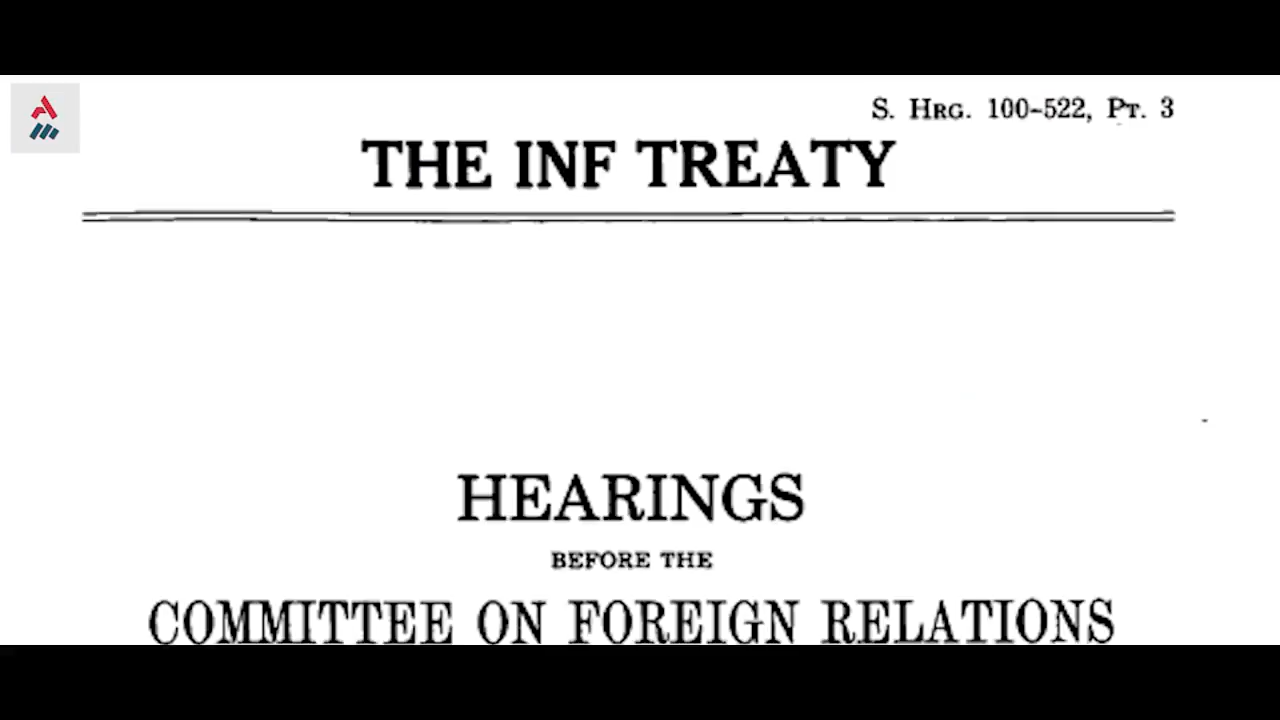 S. HRG. 100-522, PT. 3
THE INF TREATY
HEARINGS
BEFORE THE
COMMITTEE ON FOREIGN RELATIONS